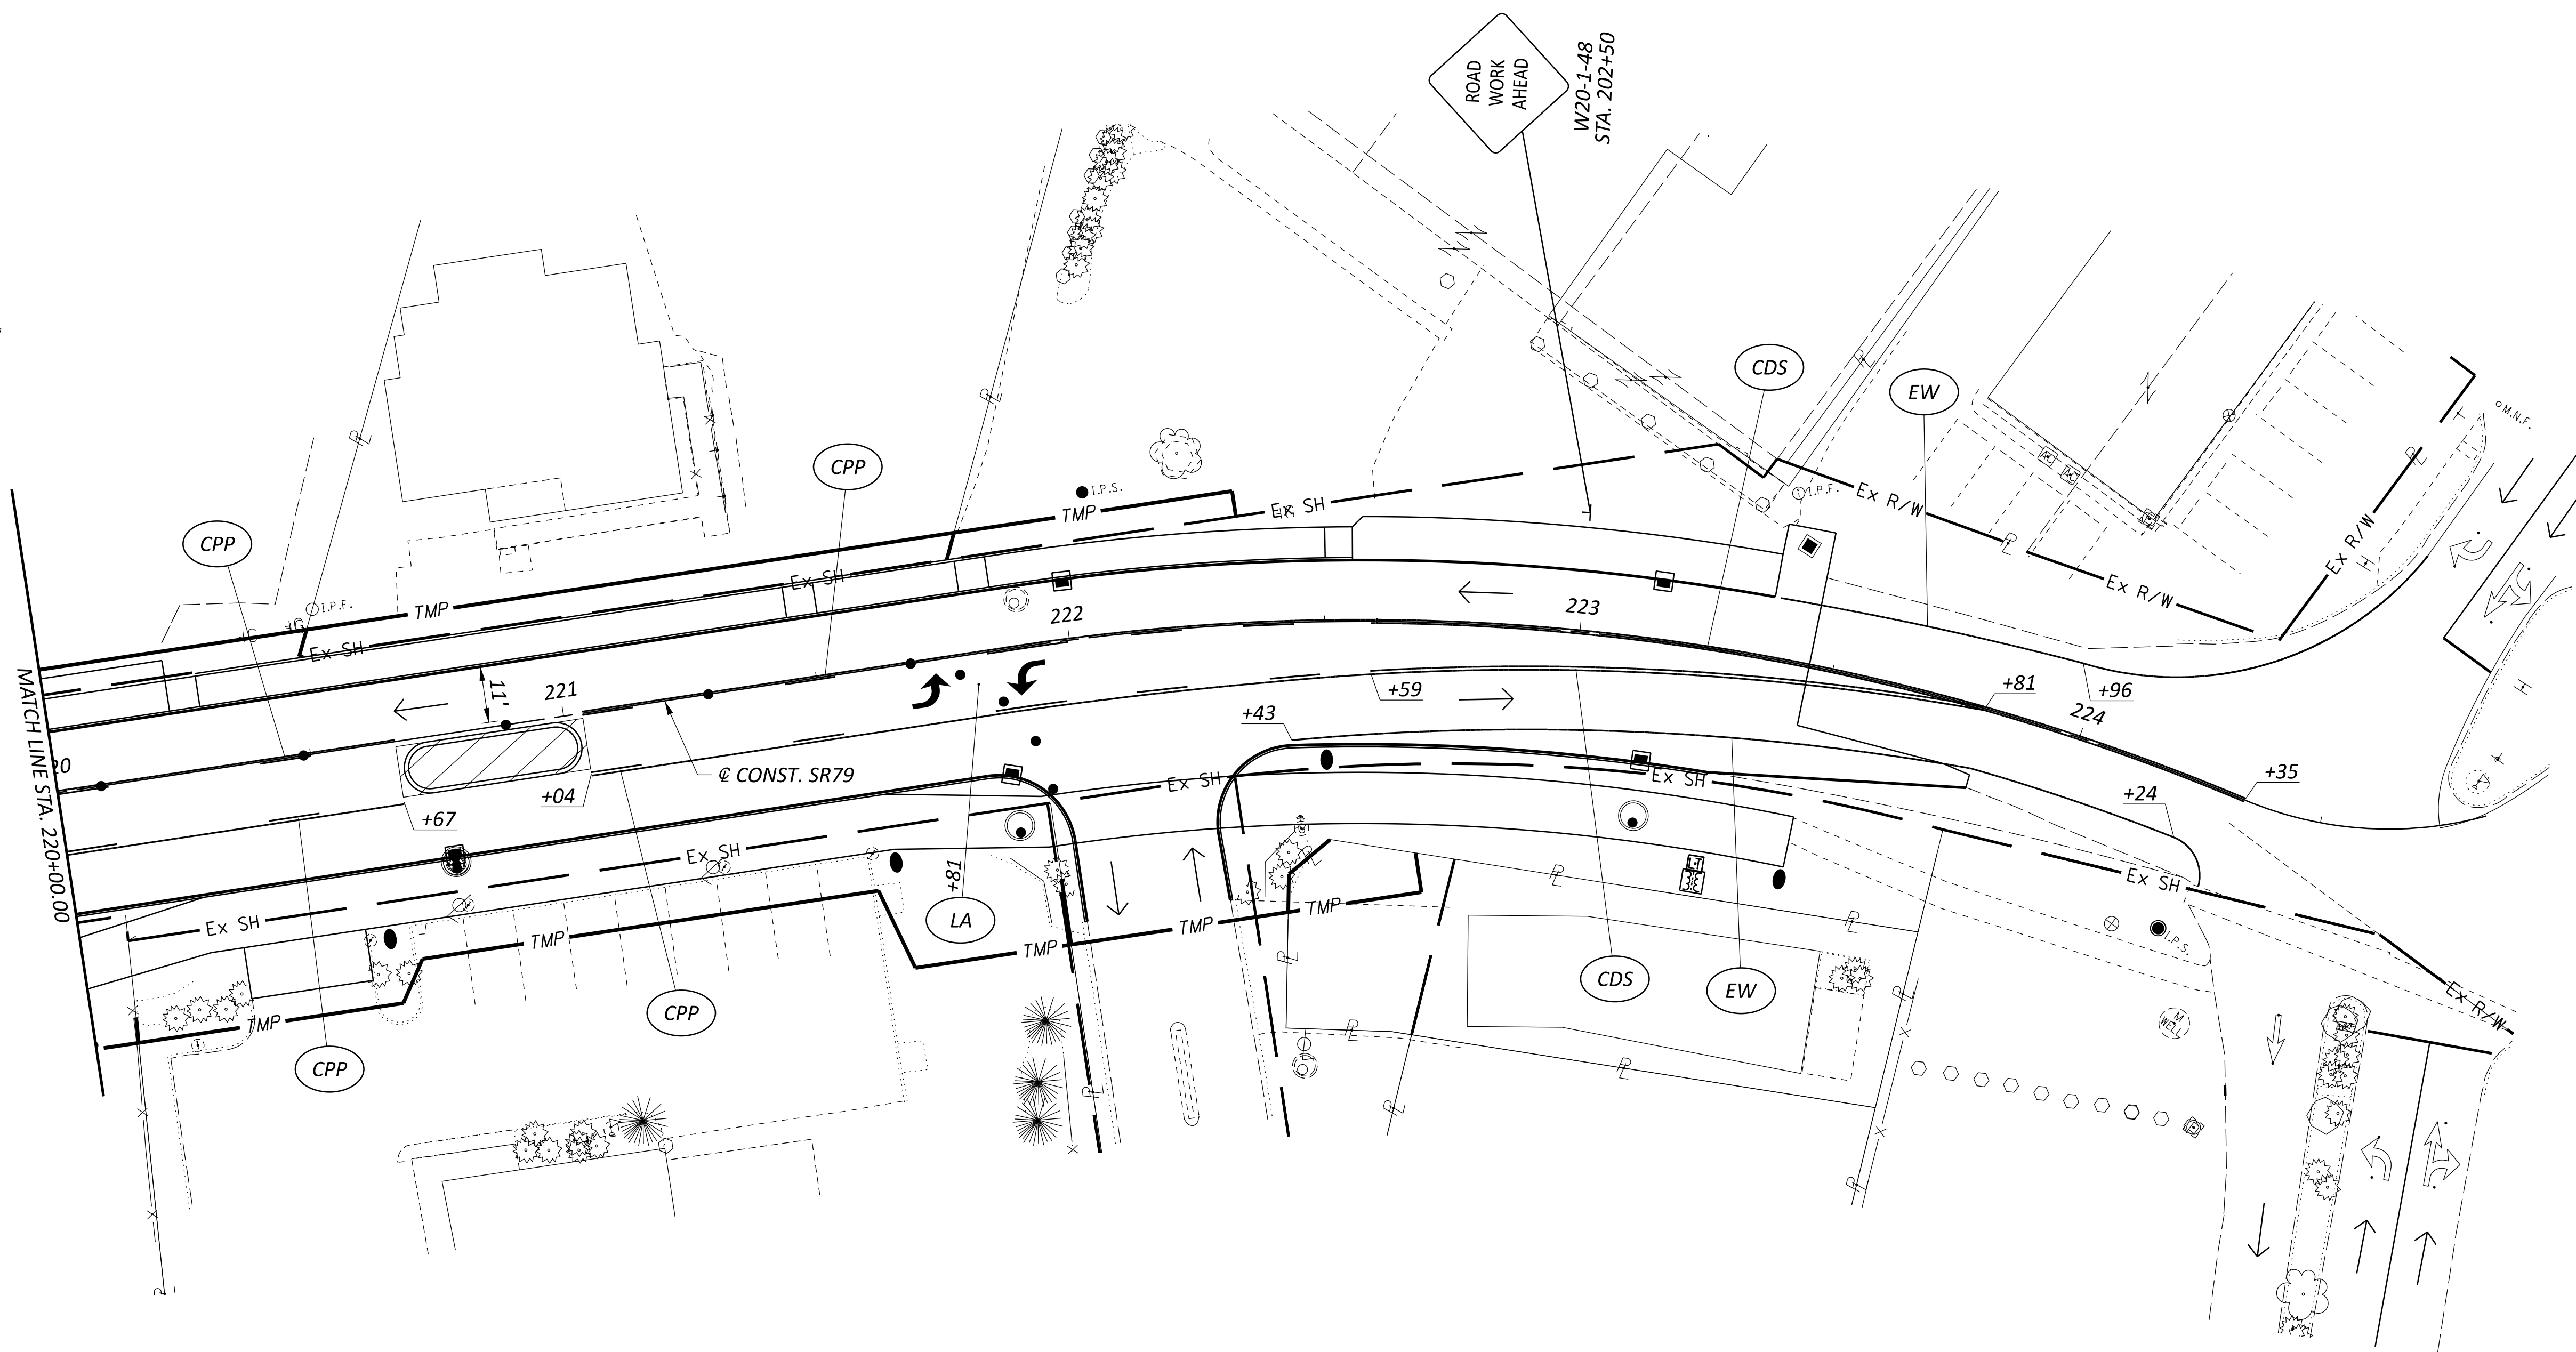 ROAD
WORK
AHEAD
W20-1-48
STA. 202+50
CDS
EW
M.N.F.
CPP
CPP
I.P.S.
I.P.F.
TMP
Ex SH
Ex R/W
Ex R/W
Ex R/W
I.P.F.
TMP
Ex SH
Ex SH
222
223
MATCH LINE STA. 220+00.00
20
11'
221
+59
+81
+96
224
+43
₵ CONST. SR79
+04
+67
Ex SH
Ex SH
+35
+24
Ex SH
Ex SH
Ex SH
+81
LA
TMP
TMP
TMP
TMP
TMP
CPP
CPP
CDS
EW
I.P.S.
Ex R/W
M
WELL